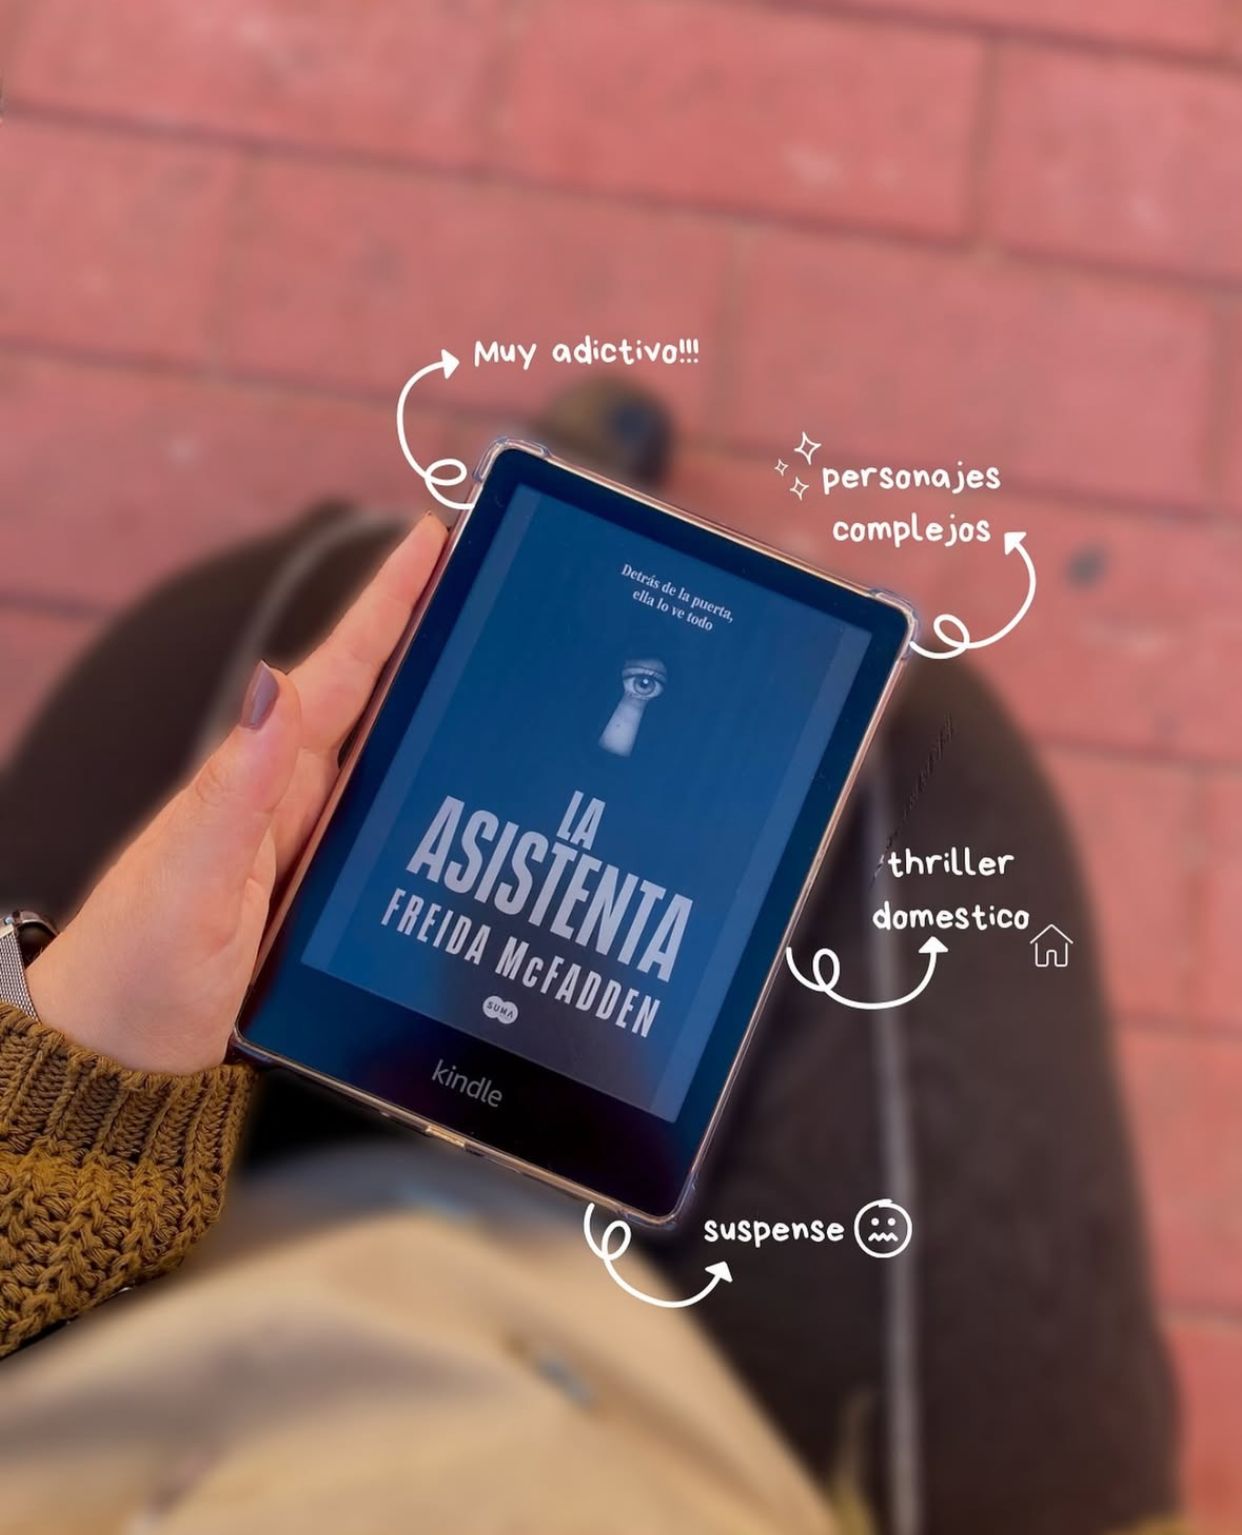 Muy adictivo!!!
personajes
complejos
Detrás de la puerta,
ella lo ve todo
LA
ASISTENTA
FREIDA McFADDEN
SUMA
kindle
thriller
domestico
suspense